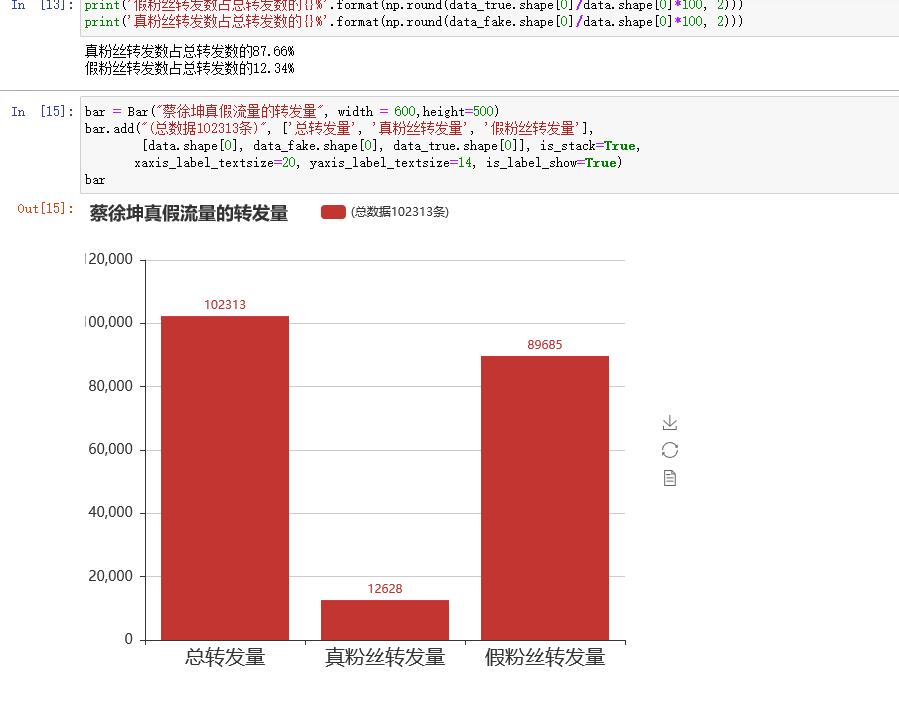 In [13]: print('假粉丝转发数占总转发数的{}%'.format(np.round(data_true.shape[0]/data.shape[0]*100, 2)))
print('真粉丝转发数占总转发数的{}%'.format(np.round(data_true.shape[0]/data.shape[0]*100, 2)))
真粉丝转发数占总转发数的87.66%
假粉丝转发数占总转发数的12.34%
In [15]: bar = Bar("蔡徐坤真假流量的转发量", width = 600,height=500)
bar.add("(总数据102313条)", ['总转发量', '真粉丝转发量', '假粉丝转发量'],
[data.shape[0], data_fake.shape[0], data_true.shape[0]], is_stack=True,
xaxis_label_textsize=20, yaxis_label_textsize=14, is_label_show=True)
bar
Out[15]:
蔡徐坤真假流量的转发量
(总数据102313条)
120,000
102313
100,000
89685
80,000
60,000
40,000
20,000
12628
0
总转发量 真粉丝转发量 假粉丝转发量